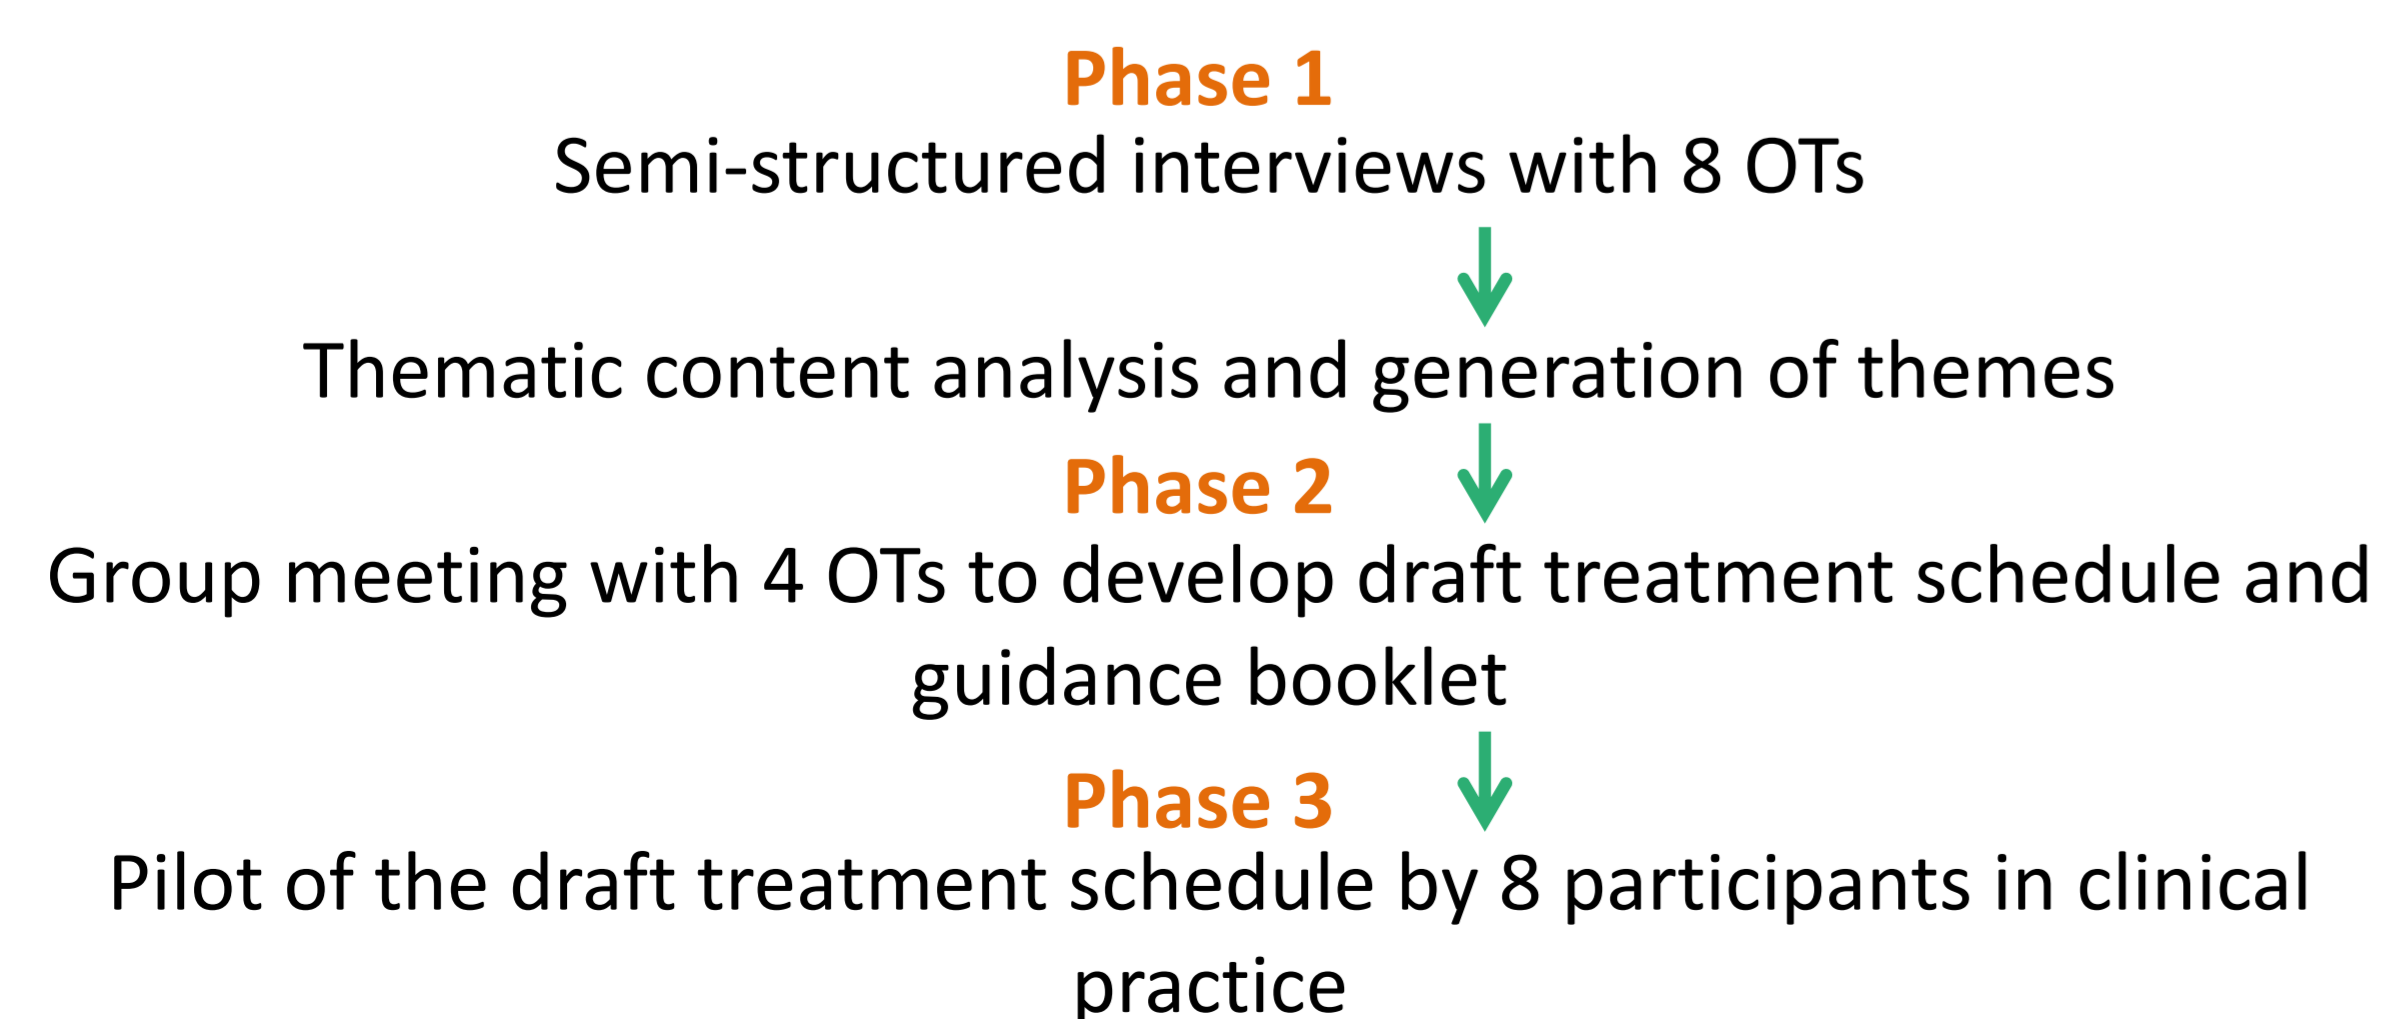 Phase 1
Semi-structured interviews with 8 OTs
Thematic content analysis and generation of themes
Phase 2
Group meeting with 4 OTs to develop draft treatment schedule and
guidance booklet
Phase 3
Pilot of the draft treatment schedule by 8 participants in clinical
practice